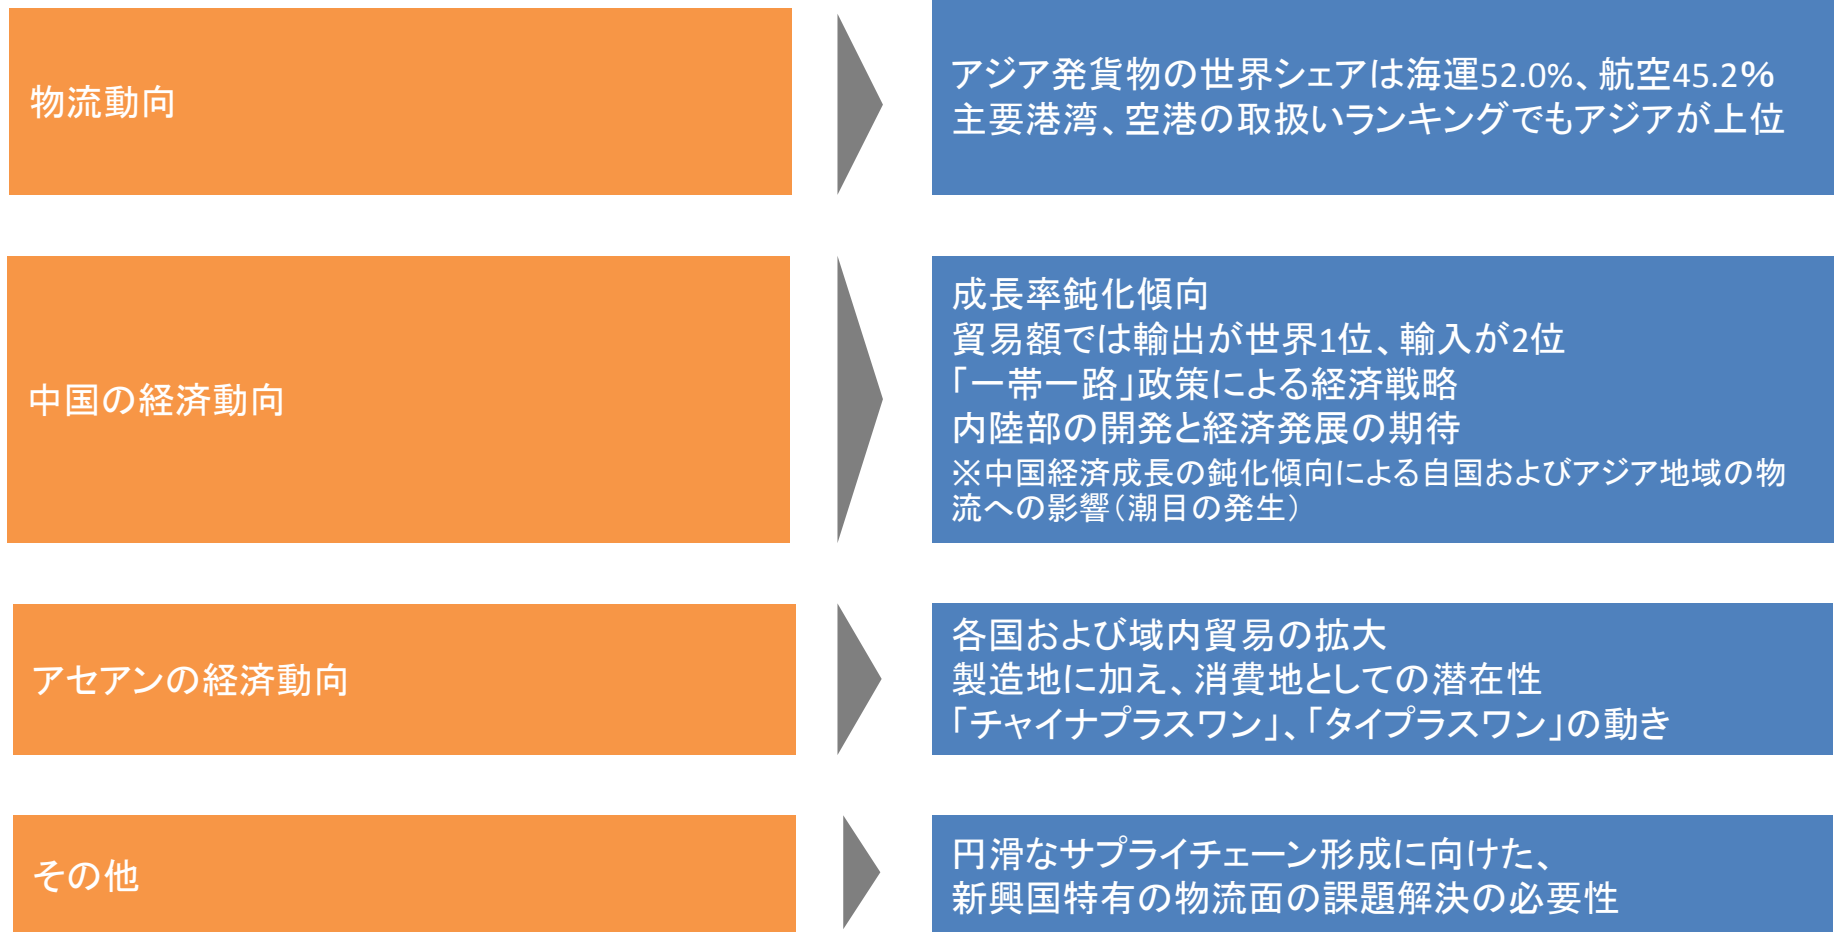 物流動向
アジア発貨物の世界シェアは海運52.0%、航空45.2%
主要港湾、空港の取扱いランキングでもアジアが上位
中国の経済動向
成長率鈍化傾向
貿易額では輸出が世界1位、輸入が2位
「一帯一路」政策による経済戦略
内陸部の開発と経済発展の期待
※中国経済成長の鈍化傾向による自国およびアジア地域の物
流への影響(潮目の発生)
アセアンの経済動向
各国および域内貿易の拡大
製造地に加え、消費地としての潜在性
「チャイナプラスワン」、「タイプラスワン」の動き
その他
円滑なサプライチェーン形成に向けた、
新興国特有の物流面の課題解決の必要性